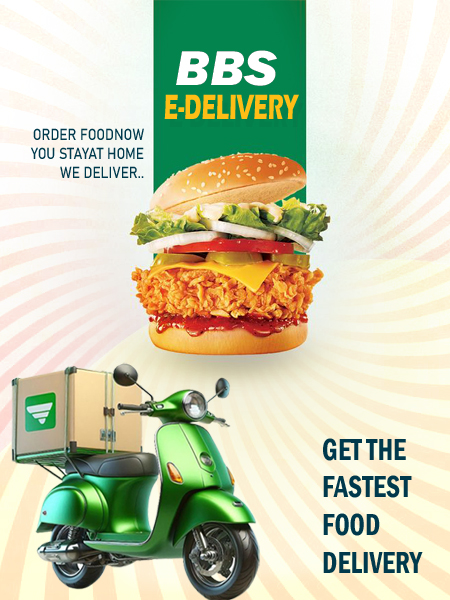 BBS
E-DELIVERY
ORDER FOODNOW
YOU STAYAT HOME
WE DELIVER..
GET THE
FASTEST
FOOD
DELIVERY